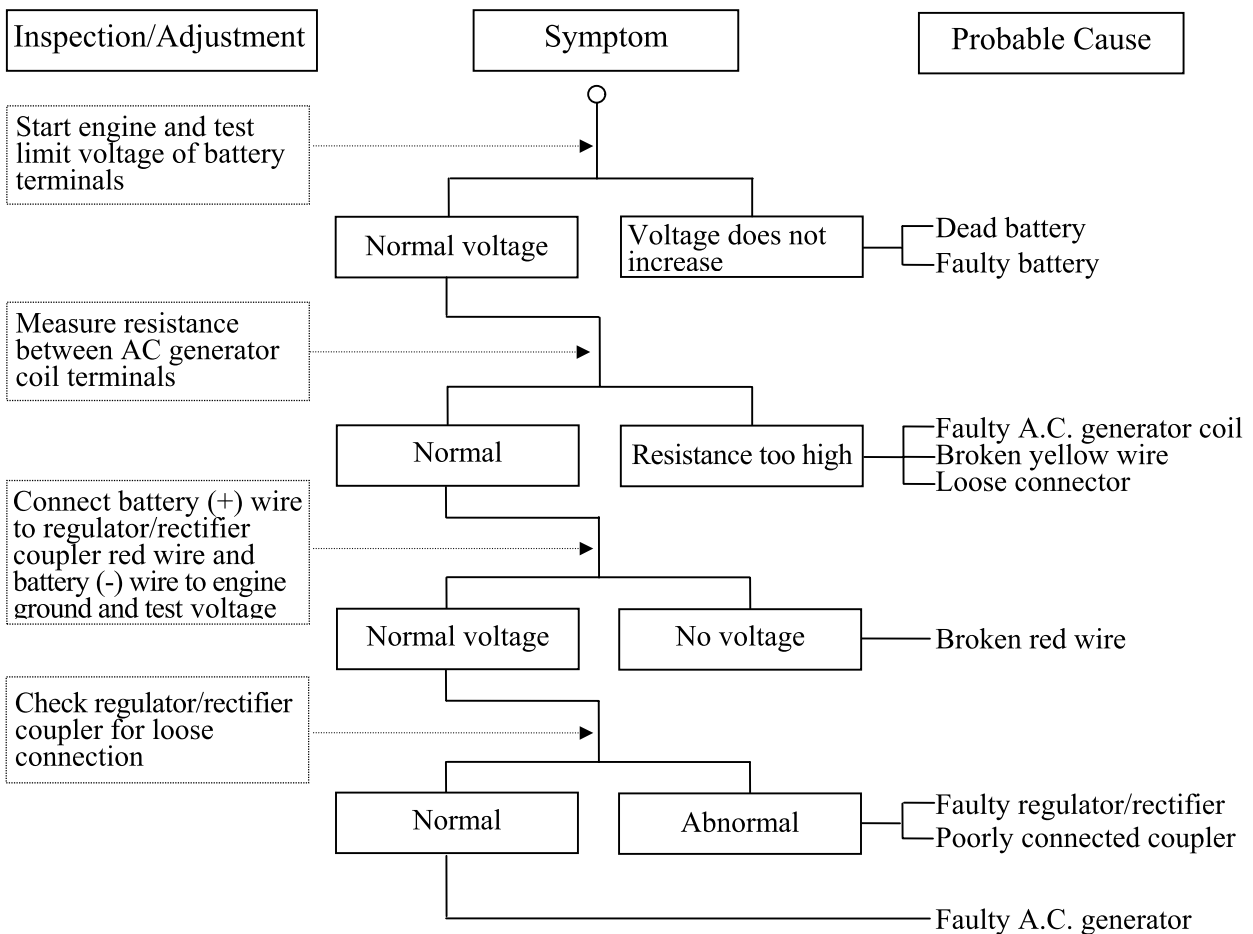 Inspection/Adjustment
Symptom
Probable Cause
Start engine and test
limit voltage of battery
terminals
Normal voltage
Voltage does not
increase
Dead battery
Faulty battery
Measure resistance
between AC generator
coil terminals
Normal
Resistance too high
Faulty A.C. generator coil
Broken yellow wire
Loose connector
Connect battery (+) wire
to regulator/rectifier
coupler red wire and
battery (-) wire to engine
ground and test voltage
Normal voltage
No voltage
Broken red wire
Check regulator/rectifier
coupler for loose
connection
Normal
Abnormal
Faulty regulator/rectifier
Poorly connected coupler
Faulty A.C. generator